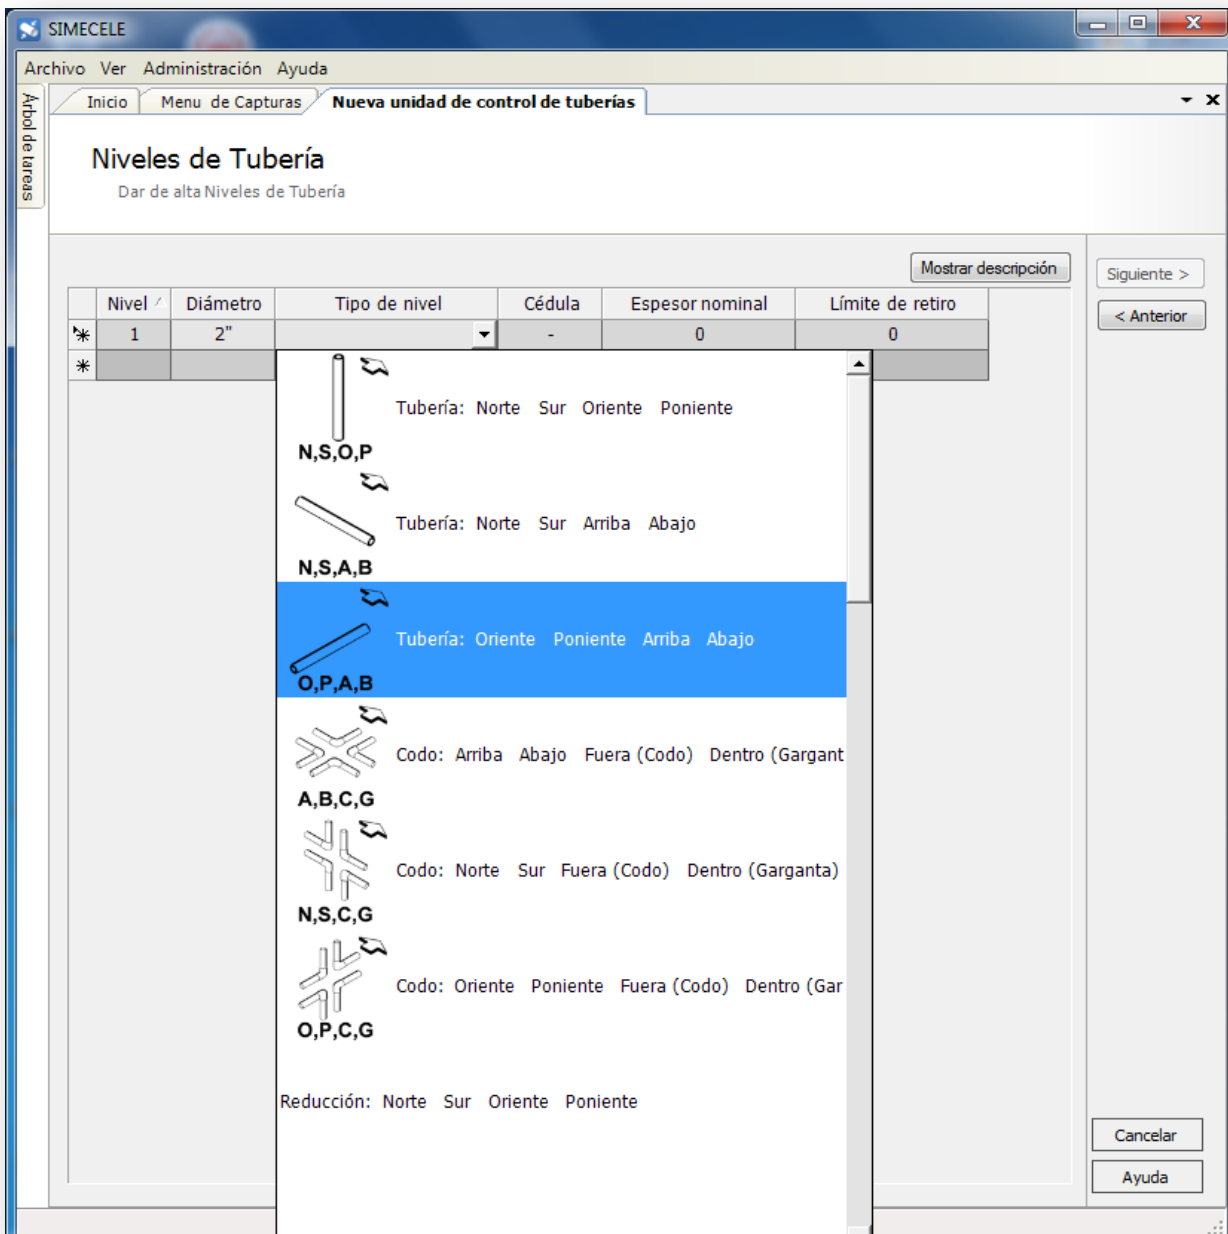 SIMECELE
Archivo Ver Administración Ayuda
Árbol de tareas
Inicio Menu de Capturas Nueva unidad de control de tuberías
Niveles de Tubería
Dar de alta Niveles de Tubería
Mostrar descripción
Siguiente >
< Anterior
Nivel Diámetro Tipo de nivel Cédula Espesor nominal Límite de retiro
1 2" - 0 0
Tubería: Norte Sur Oriente Poniente
N,S,O,P
Tubería: Norte Sur Arriba Abajo
N,S,A,B
Tubería: Oriente Poniente Arriba Abajo
O,P,A,B
Codo: Arriba Abajo Fuera (Codo) Dentro (Gargant
A,B,C,G
Codo: Norte Sur Fuera (Codo) Dentro (Garganta)
N,S,C,G
Codo: Oriente Poniente Fuera (Codo) Dentro (Gar
O,P,C,G
Reducción: Norte Sur Oriente Poniente
Cancelar
Ayuda